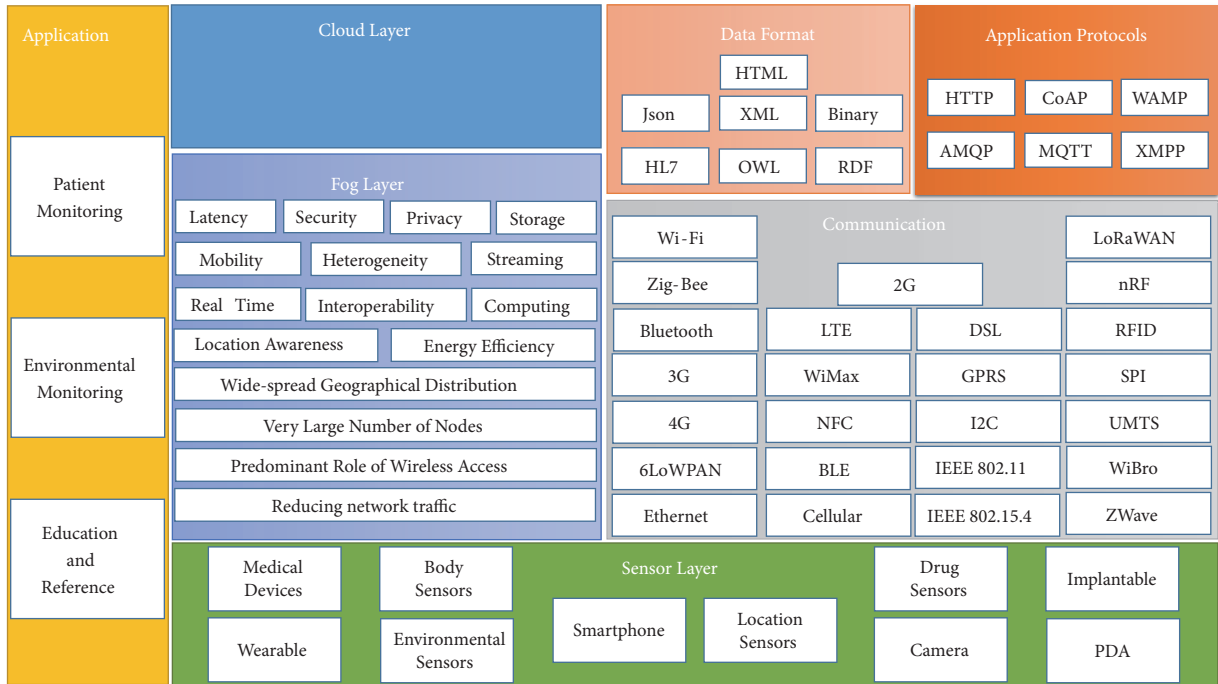 Application
Patient
Monitoring
Environmental
Monitoring
Education
and
Reference
Cloud Layer
Fog Layer
Latency
Security
Privacy
Storage
Mobility
Heterogeneity
Streaming
Real Time
Interoperability
Computing
Location Awareness
Energy Efficiency
Wide-spread Geographical Distribution
Very Large Number of Nodes
Predominant Role of Wireless Access
Reducing network traffic
Data Format
HTML
Json
XML
Binary
HL7
OWL
RDF
Application Protocols
HTTP
CoAP
WAMP
AMQP
MQTT
XMPP
Communication
Wi-Fi
LoRaWAN
Zig-Bee
2G
nRF
Bluetooth
LTE
DSL
RFID
3G
WiMax
GPRS
SPI
4G
NFC
I2C
UMTS
6LoWPAN
BLE
IEEE 802.11
WiBro
Ethernet
Cellular
IEEE 802.15.4
ZWave
Sensor Layer
Medical
Devices
Body
Sensors
Drug
Sensors
Implantable
Wearable
Environmental
Sensors
Smartphone
Location
Sensors
Camera
PDA